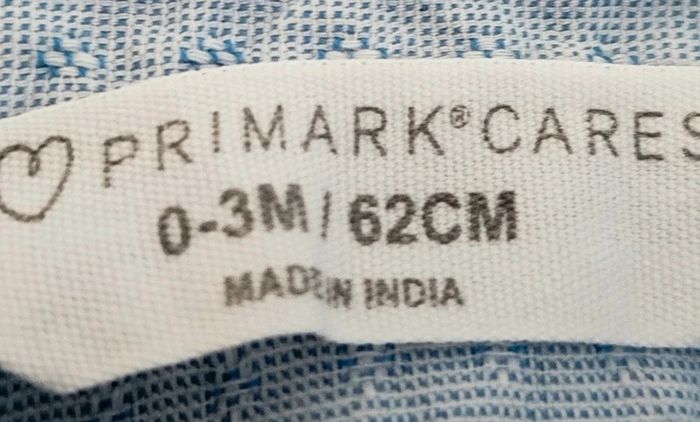 PRIMARK® CARES
0-3M/ 62CM
MADE IN INDIA